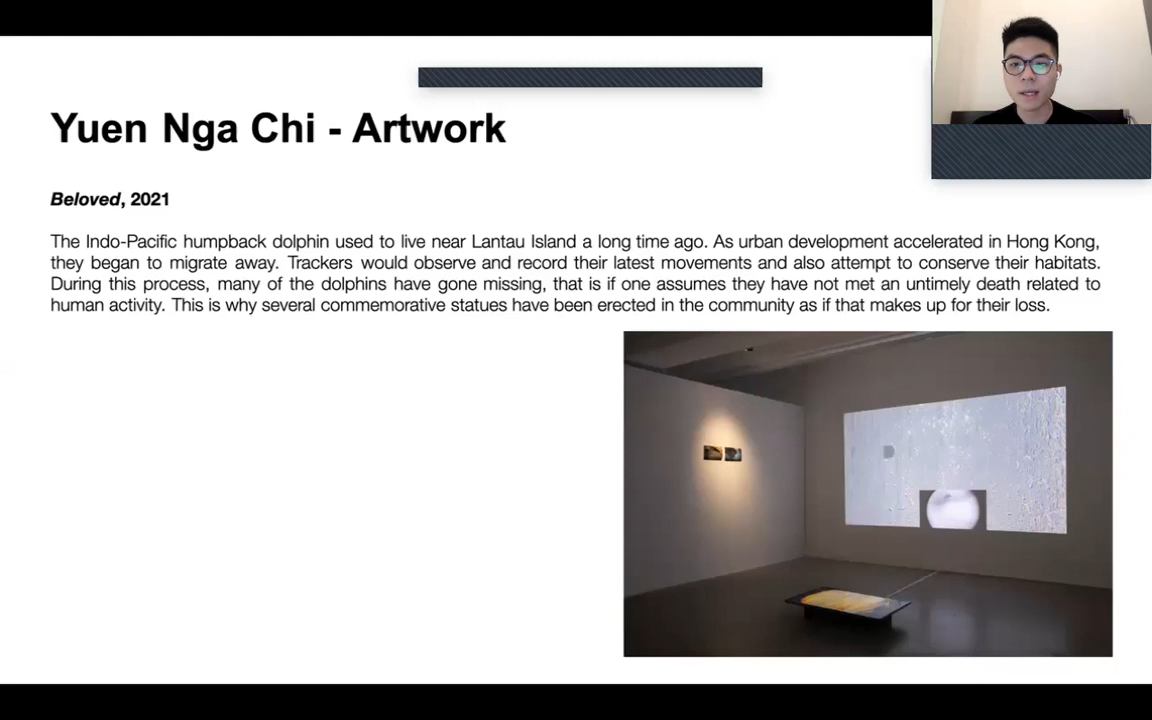 Yuen Nga Chi - Artwork
Beloved, 2021
The Indo-Pacific humpback dolphin used to live near Lantau Island a long time ago. As urban development accelerated in Hong Kong,
they began to migrate away. Trackers would observe and record their latest movements and also attempt to conserve their habitats.
During this process, many of the dolphins have gone missing, that is if one assumes they have not met an untimely death related to
human activity. This is why several commemorative statues have been erected in the community as if that makes up for their loss.